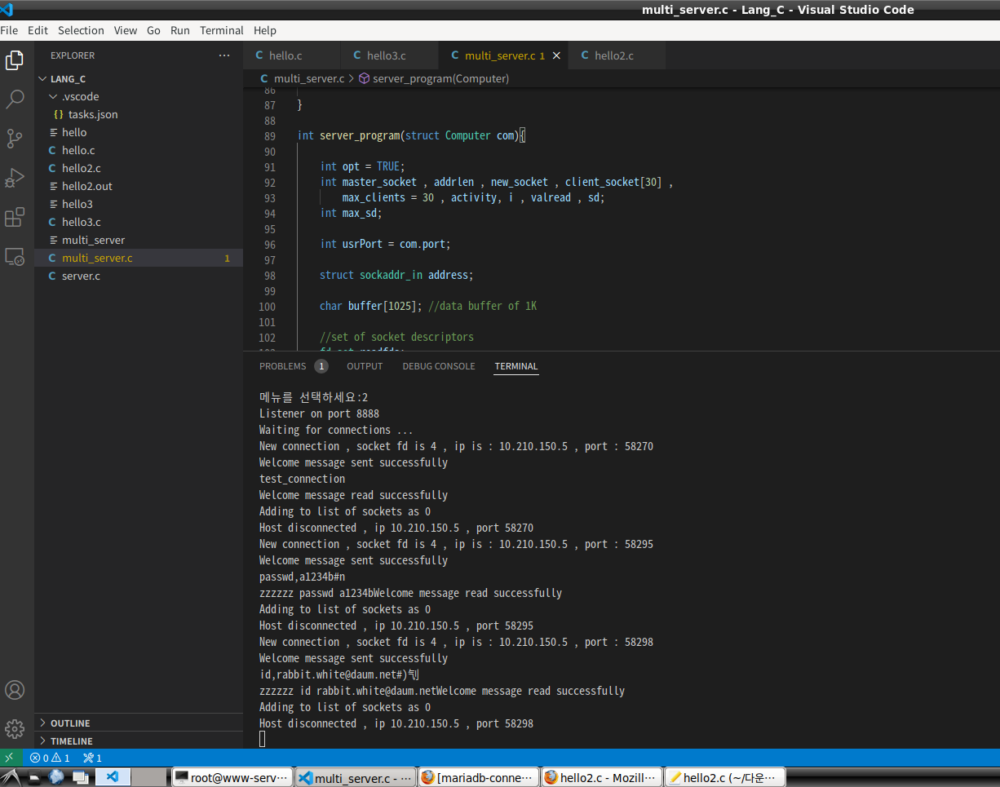 multi_server.c - Lang_C - Visual Studio Code
File Edit Selection View Go Run Terminal Help
EXPLORER ···
LANG_C
.vscode
{} tasks.json
hello
C hello.c
C hello2.c
hello2.out
hello3
C hello3.c
multi_server
C multi_server.c 1
C server.c
OUTLINE
TIMELINE
C hello.c C hello3.c C multi_server.c 1 × C hello2.c
C multi_server.c > server_program(Computer)
86
87 }
88
89 int server_program(struct Computer com){
90
91 int opt = TRUE;
92 int master_socket , addrlen , new_socket , client_socket[30] ,
93 max_clients = 30 , activity, i , valread , sd;
94 int max_sd;
95
96 int usrPort = com.port;
97
98 struct sockaddr_in address;
99
100 char buffer[1025]; //data buffer of 1K
101
102 //set of socket descriptors
103 fd_set readfds;
PROBLEMS 1 OUTPUT DEBUG CONSOLE TERMINAL
메뉴를 선택하세요:2
Listener on port 8888
Waiting for connections ...
New connection , socket fd is 4 , ip is : 10.210.150.5 , port : 58270
Welcome message sent successfully
test_connection
Welcome message read successfully
Adding to list of sockets as 0
Host disconnected , ip 10.210.150.5 , port 58270
New connection , socket fd is 4 , ip is : 10.210.150.5 , port : 58295
Welcome message sent successfully
passwd,a1234b#n
zzzzzz passwd a1234bWelcome message read successfully
Adding to list of sockets as 0
Host disconnected , ip 10.210.150.5 , port 58295
New connection , socket fd is 4 , ip is : 10.210.150.5 , port : 58298
Welcome message sent successfully
id,rabbit.white@daum.net#)
zzzzzz id rabbit.white@daum.netWelcome message read successfully
Adding to list of sockets as 0
Host disconnected , ip 10.210.150.5 , port 58298
0 1 1
root@www-serv··· multi_server.c - ··· [mariadb-conne··· hello2.c - Mozill··· hello2.c (~/다운···